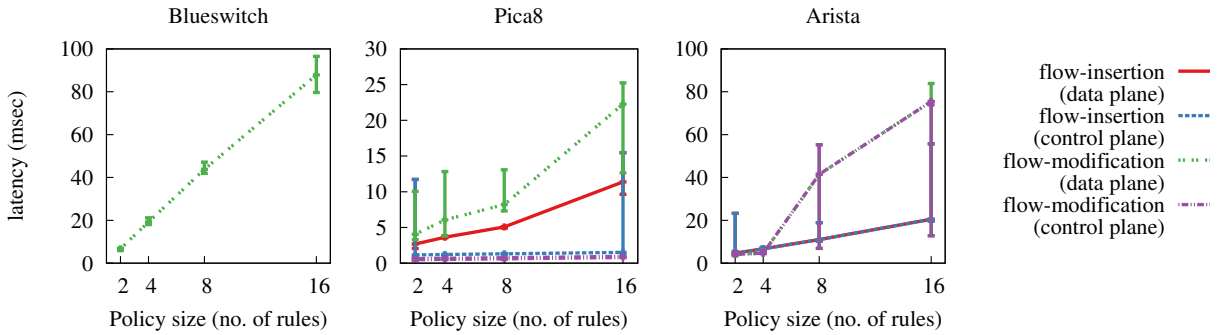 Blueswitch
Pica8
Arista
latency (msec)
100
80
60
40
20
0
2 4 8 16
Policy size (no. of rules)
30
25
20
15
10
5
0
2 4 8 16
Policy size (no. of rules)
100
80
60
40
20
0
2 4 8 16
Policy size (no. of rules)
flow-insertion
(data plane)
flow-insertion
(control plane)
flow-modification
(data plane)
flow-modification
(control plane)